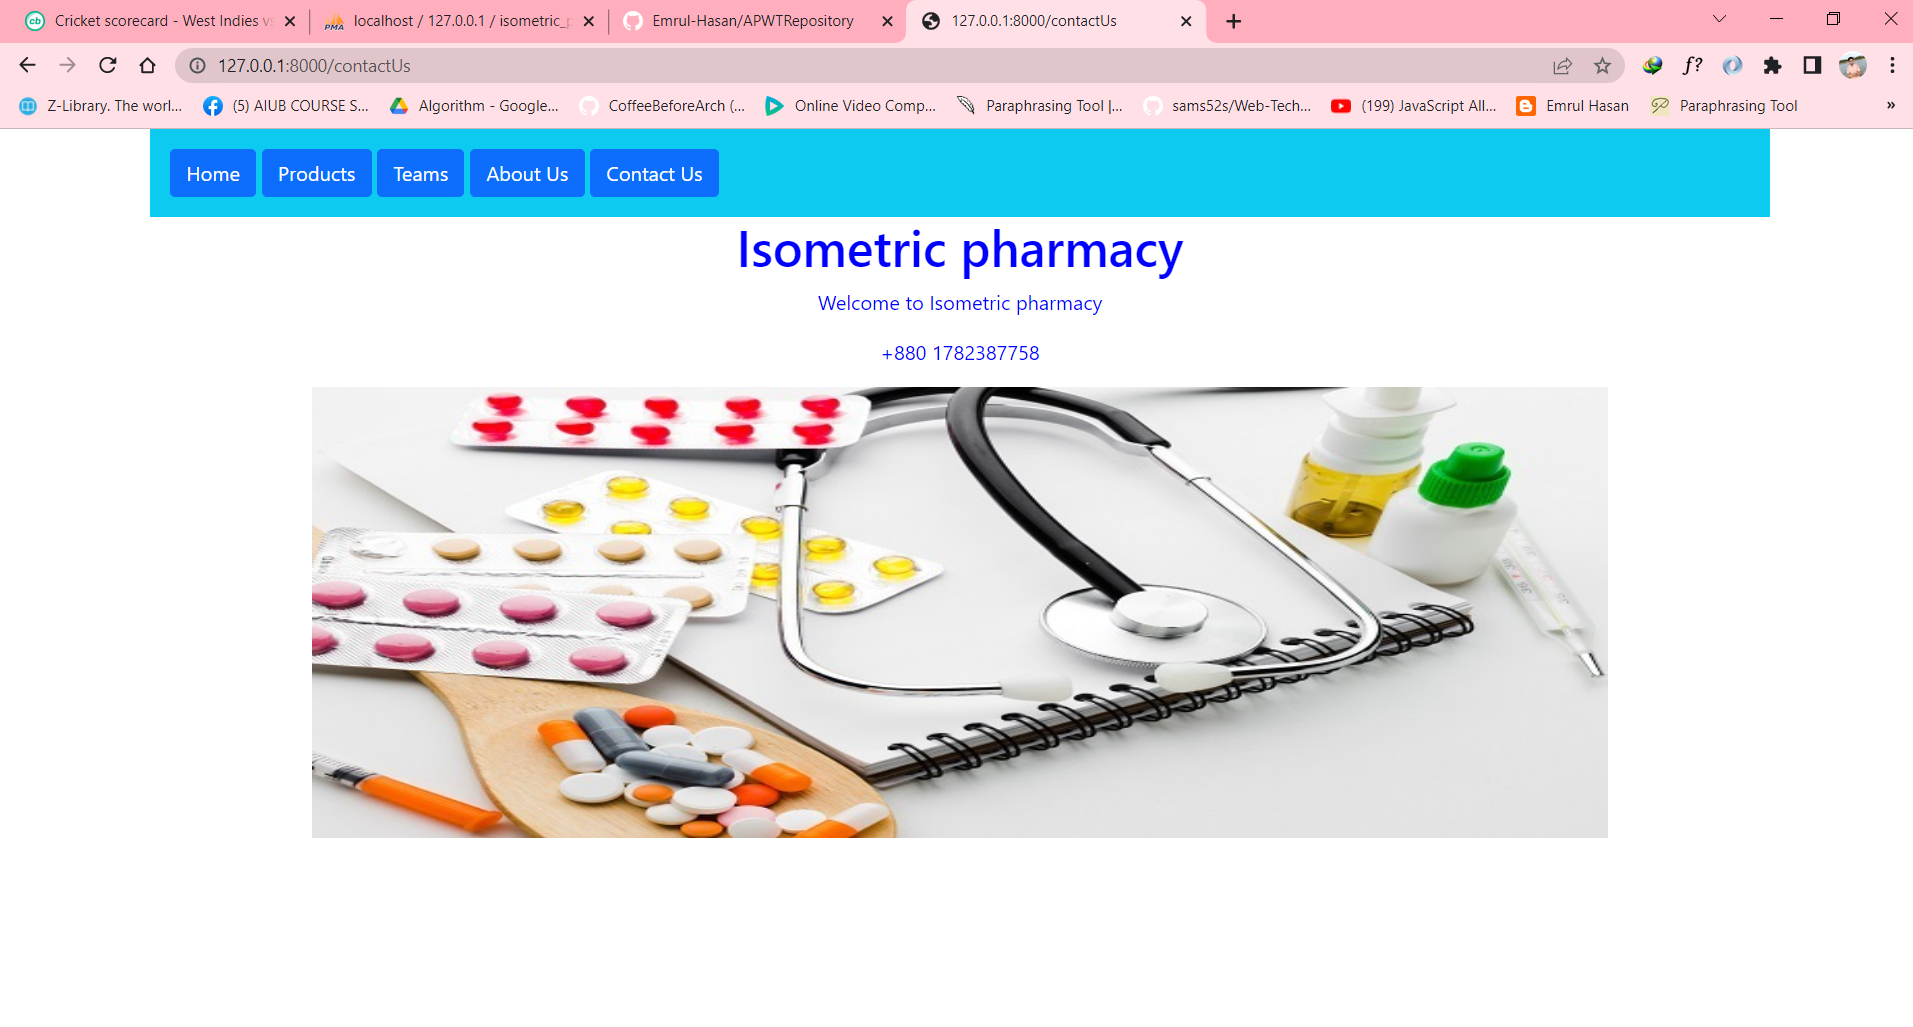 cb Cricket scorecard - West Indies vs
PMA localhost / 127.0.0.1 / isometric_p
Emrul-Hasan/APWTRepository
127.0.0.1:8000/contactUs
127.0.0.1:8000/contactUs
f?
Z-Library. The worl...
(5) AIUB COURSE S...
Algorithm - Google...
CoffeeBeforeArch (...
Online Video Comp...
Paraphrasing Tool |...
sams52s/Web-Tech...
(199) JavaScript All...
Emrul Hasan
Paraphrasing Tool
»
Home Products Teams About Us Contact Us
Isometric pharmacy
Welcome to Isometric pharmacy
+880 1782387758